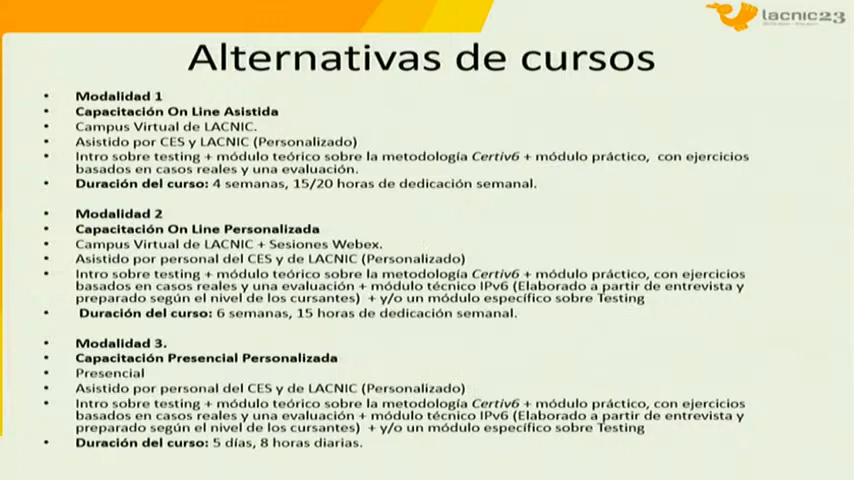 lacnic23
Alternativas de cursos
• Modalidad 1
• Capacitación On Line Asistida
• Campus Virtual de LACNIC.
• Asistido por CES y LACNIC (Personalizado)
• Intro sobre testing + módulo teórico sobre la metodología Certiv6 + módulo práctico, con ejercicios
basados en casos reales y una evaluación.
• Duración del curso: 4 semanas, 15/20 horas de dedicación semanal.
• Modalidad 2
• Capacitación On Line Personalizada
• Campus Virtual de LACNIC + Sesiones Webex.
• Asistido por personal del CES y de LACNIC (Personalizado)
• Intro sobre testing + módulo teórico sobre la metodología Certiv6 + módulo práctico, con ejercicios
basados en casos reales y una evaluación + módulo técnico IPv6 (Elaborado a partir de entrevista y
preparado según el nivel de los cursantes) + y/o un módulo específico sobre Testing
• Duración del curso: 6 semanas, 15 horas de dedicación semanal.
• Modalidad 3.
• Capacitación Presencial Personalizada
• Presencial
• Asistido por personal del CES y de LACNIC (Personalizado)
• Intro sobre testing + módulo teórico sobre la metodología Certiv6 + módulo práctico, con ejercicios
basados en casos reales y una evaluación + módulo técnico IPv6 (Elaborado a partir de entrevista y
preparado según el nivel de los cursantes) + y/o un módulo específico sobre Testing
• Duración del curso: 5 días, 8 horas diarias.